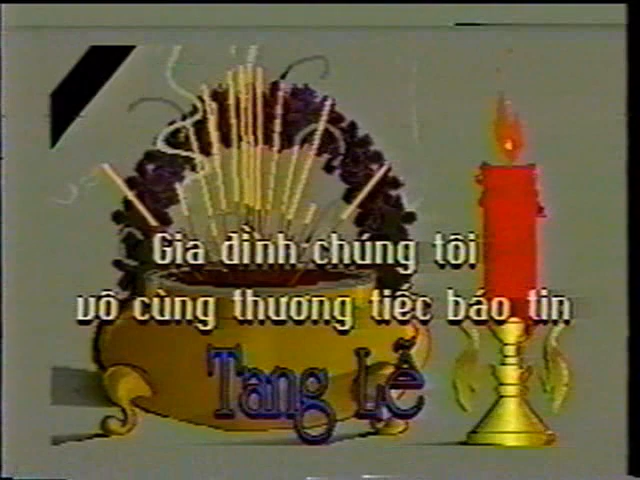 Gia đình chúng tôi
vô cùng thương tiếc báo tin
Tang Lễ